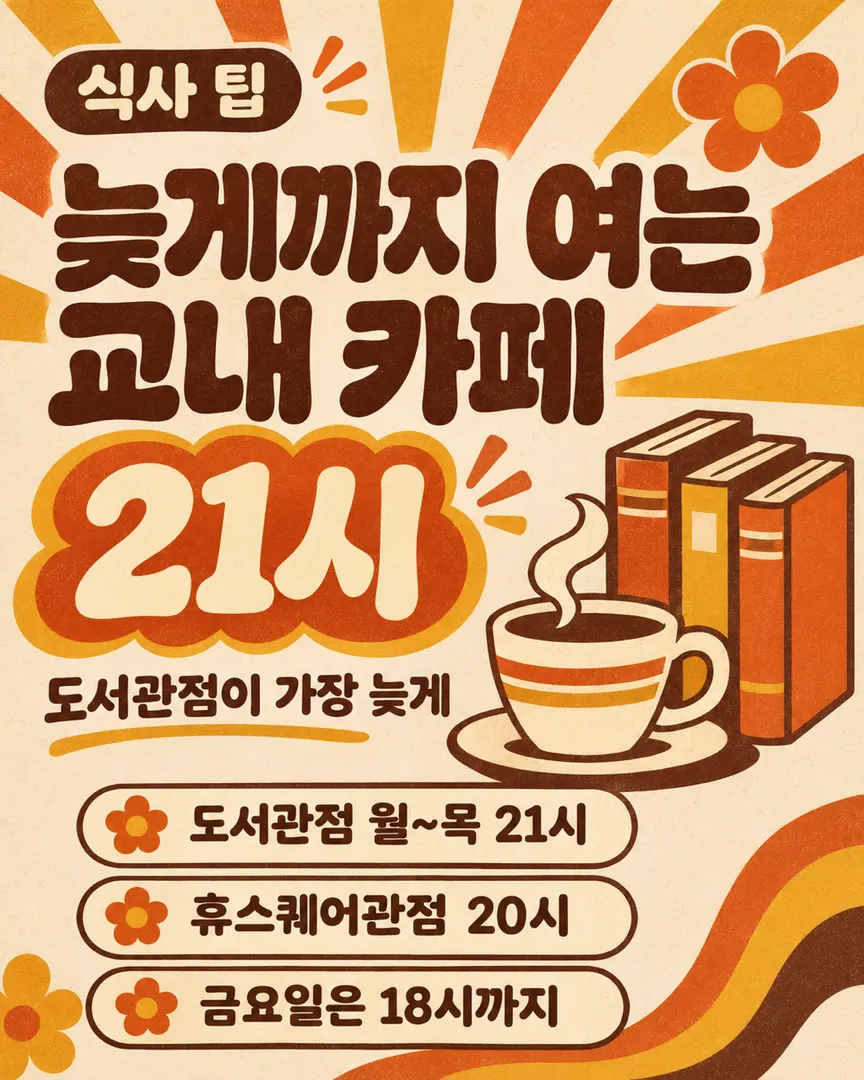 식사 팁
늦게까지 여는
교내 카페
21시
도서관점이 가장 늦게
도서관점 월~목 21시
휴스퀘어관점 20시
금요일은 18시까지